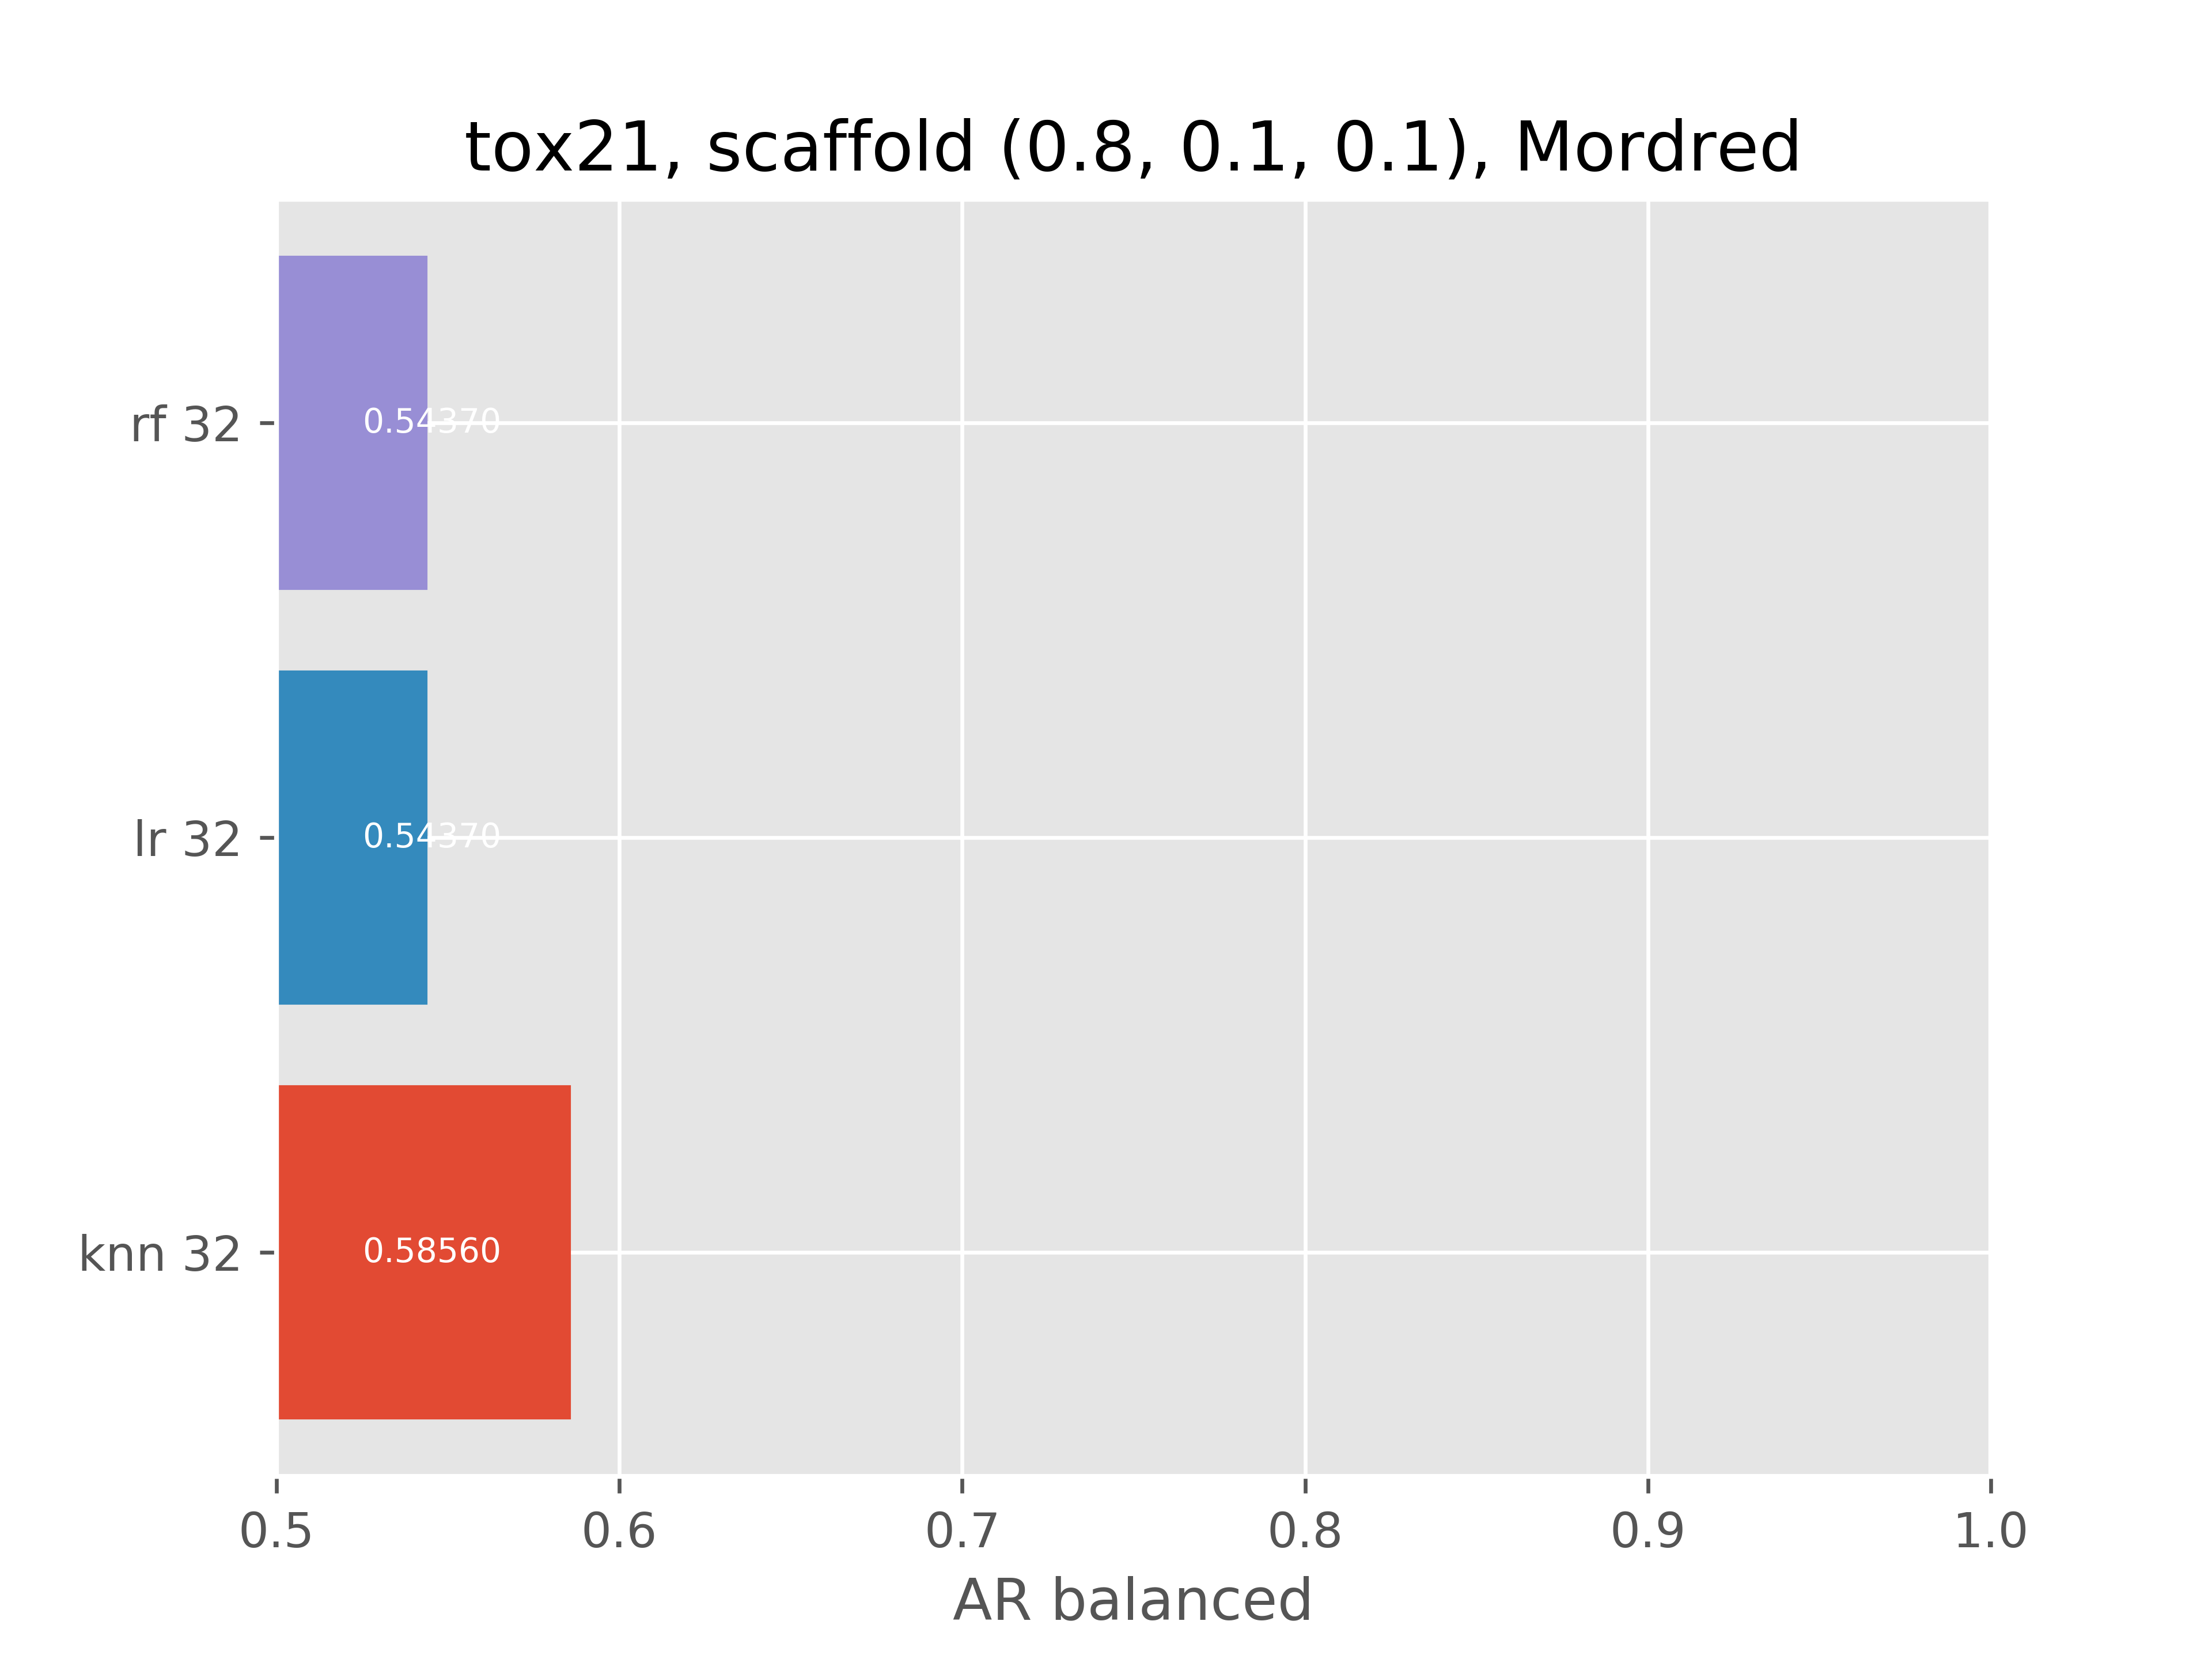 tox21, scaffold (0.8, 0.1, 0.1), Mordred
rf 32
0.54370
lr 32
0.54370
knn 32
0.58560
0.5 0.6 0.7 0.8 0.9 1.0
AR balanced